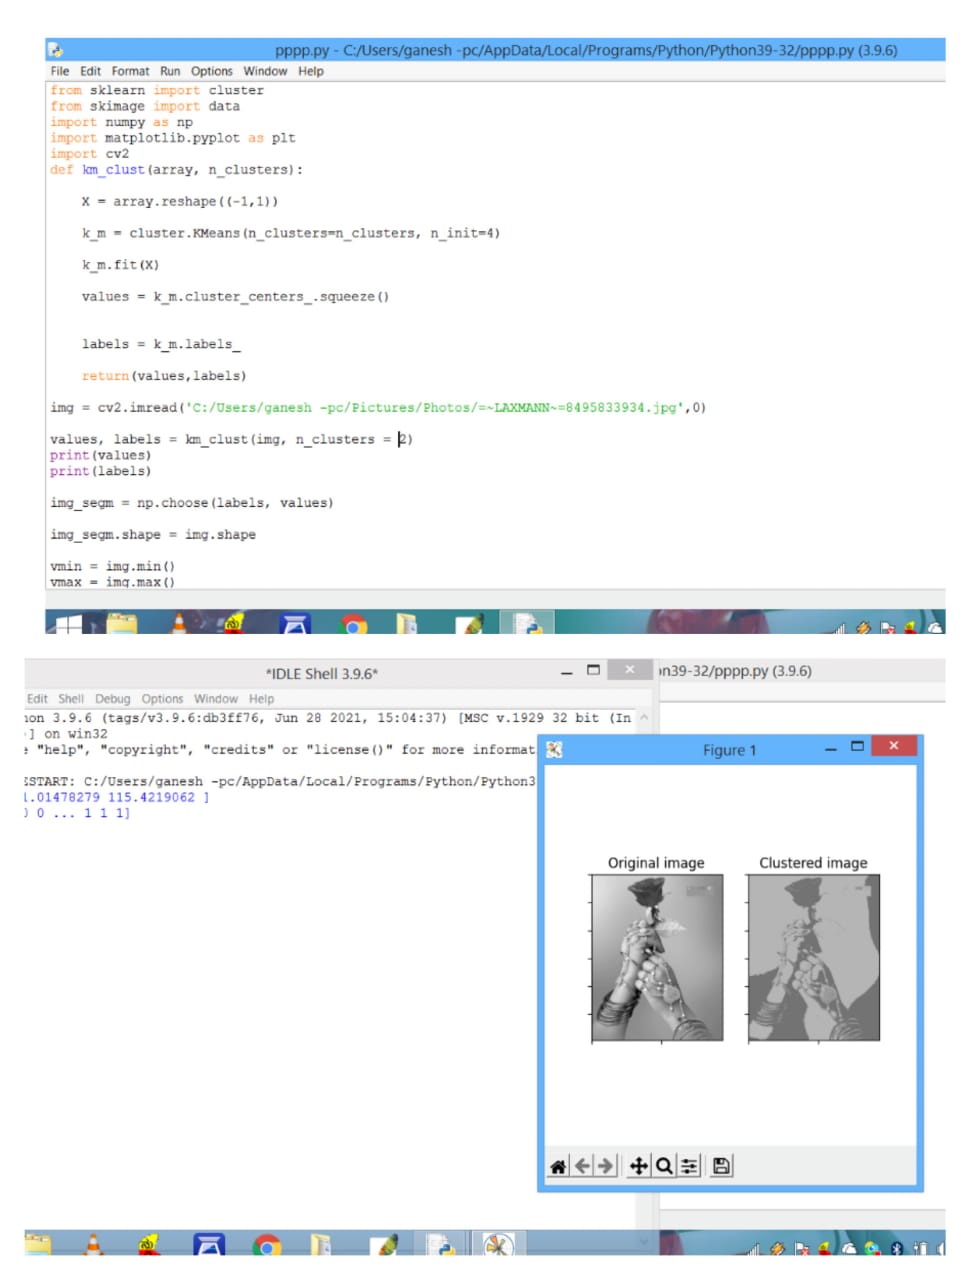 pppp.py - C:/Users/ganesh -pc/AppData/Local/Programs/Python/Python39-32/pppp.py (3.9.6)
File Edit Format Run Options Window Help
from sklearn import cluster
from skimage import data
import numpy as np
import matplotlib.pyplot as plt
import cv2
def km_clust(array, n_clusters):
X = array.reshape((-1,1))
k_m = cluster.KMeans(n_clusters=n_clusters, n_init=4)
k_m.fit(X)
values = k_m.cluster_centers_.squeeze()
labels = k_m.labels_
return(values,labels)
img = cv2.imread('C:/Users/ganesh -pc/Pictures/Photos/=~LAXMANN~=8495833934.jpg',0)
values, labels = km_clust(img, n_clusters = 2)
print(values)
print(labels)
img_segm = np.choose(labels, values)
img_segm.shape = img.shape
vmin = img.min()
vmax = img.max()
*IDLE Shell 3.9.6*
on39-32/pppp.py (3.9.6)
Edit Shell Debug Options Window Help
on 3.9.6 (tags/v3.9.6:db3ff76, Jun 28 2021, 15:04:37) [MSC v.1929 32 bit (In
] on win32
e "help", "copyright", "credits" or "license()" for more informat
Figure 1
ESTART: C:/Users/ganesh -pc/AppData/Local/Programs/Python/Python3
1.01478279 115.4219062 ]
0 0 ... 1 1 1]
Original image
Clustered image